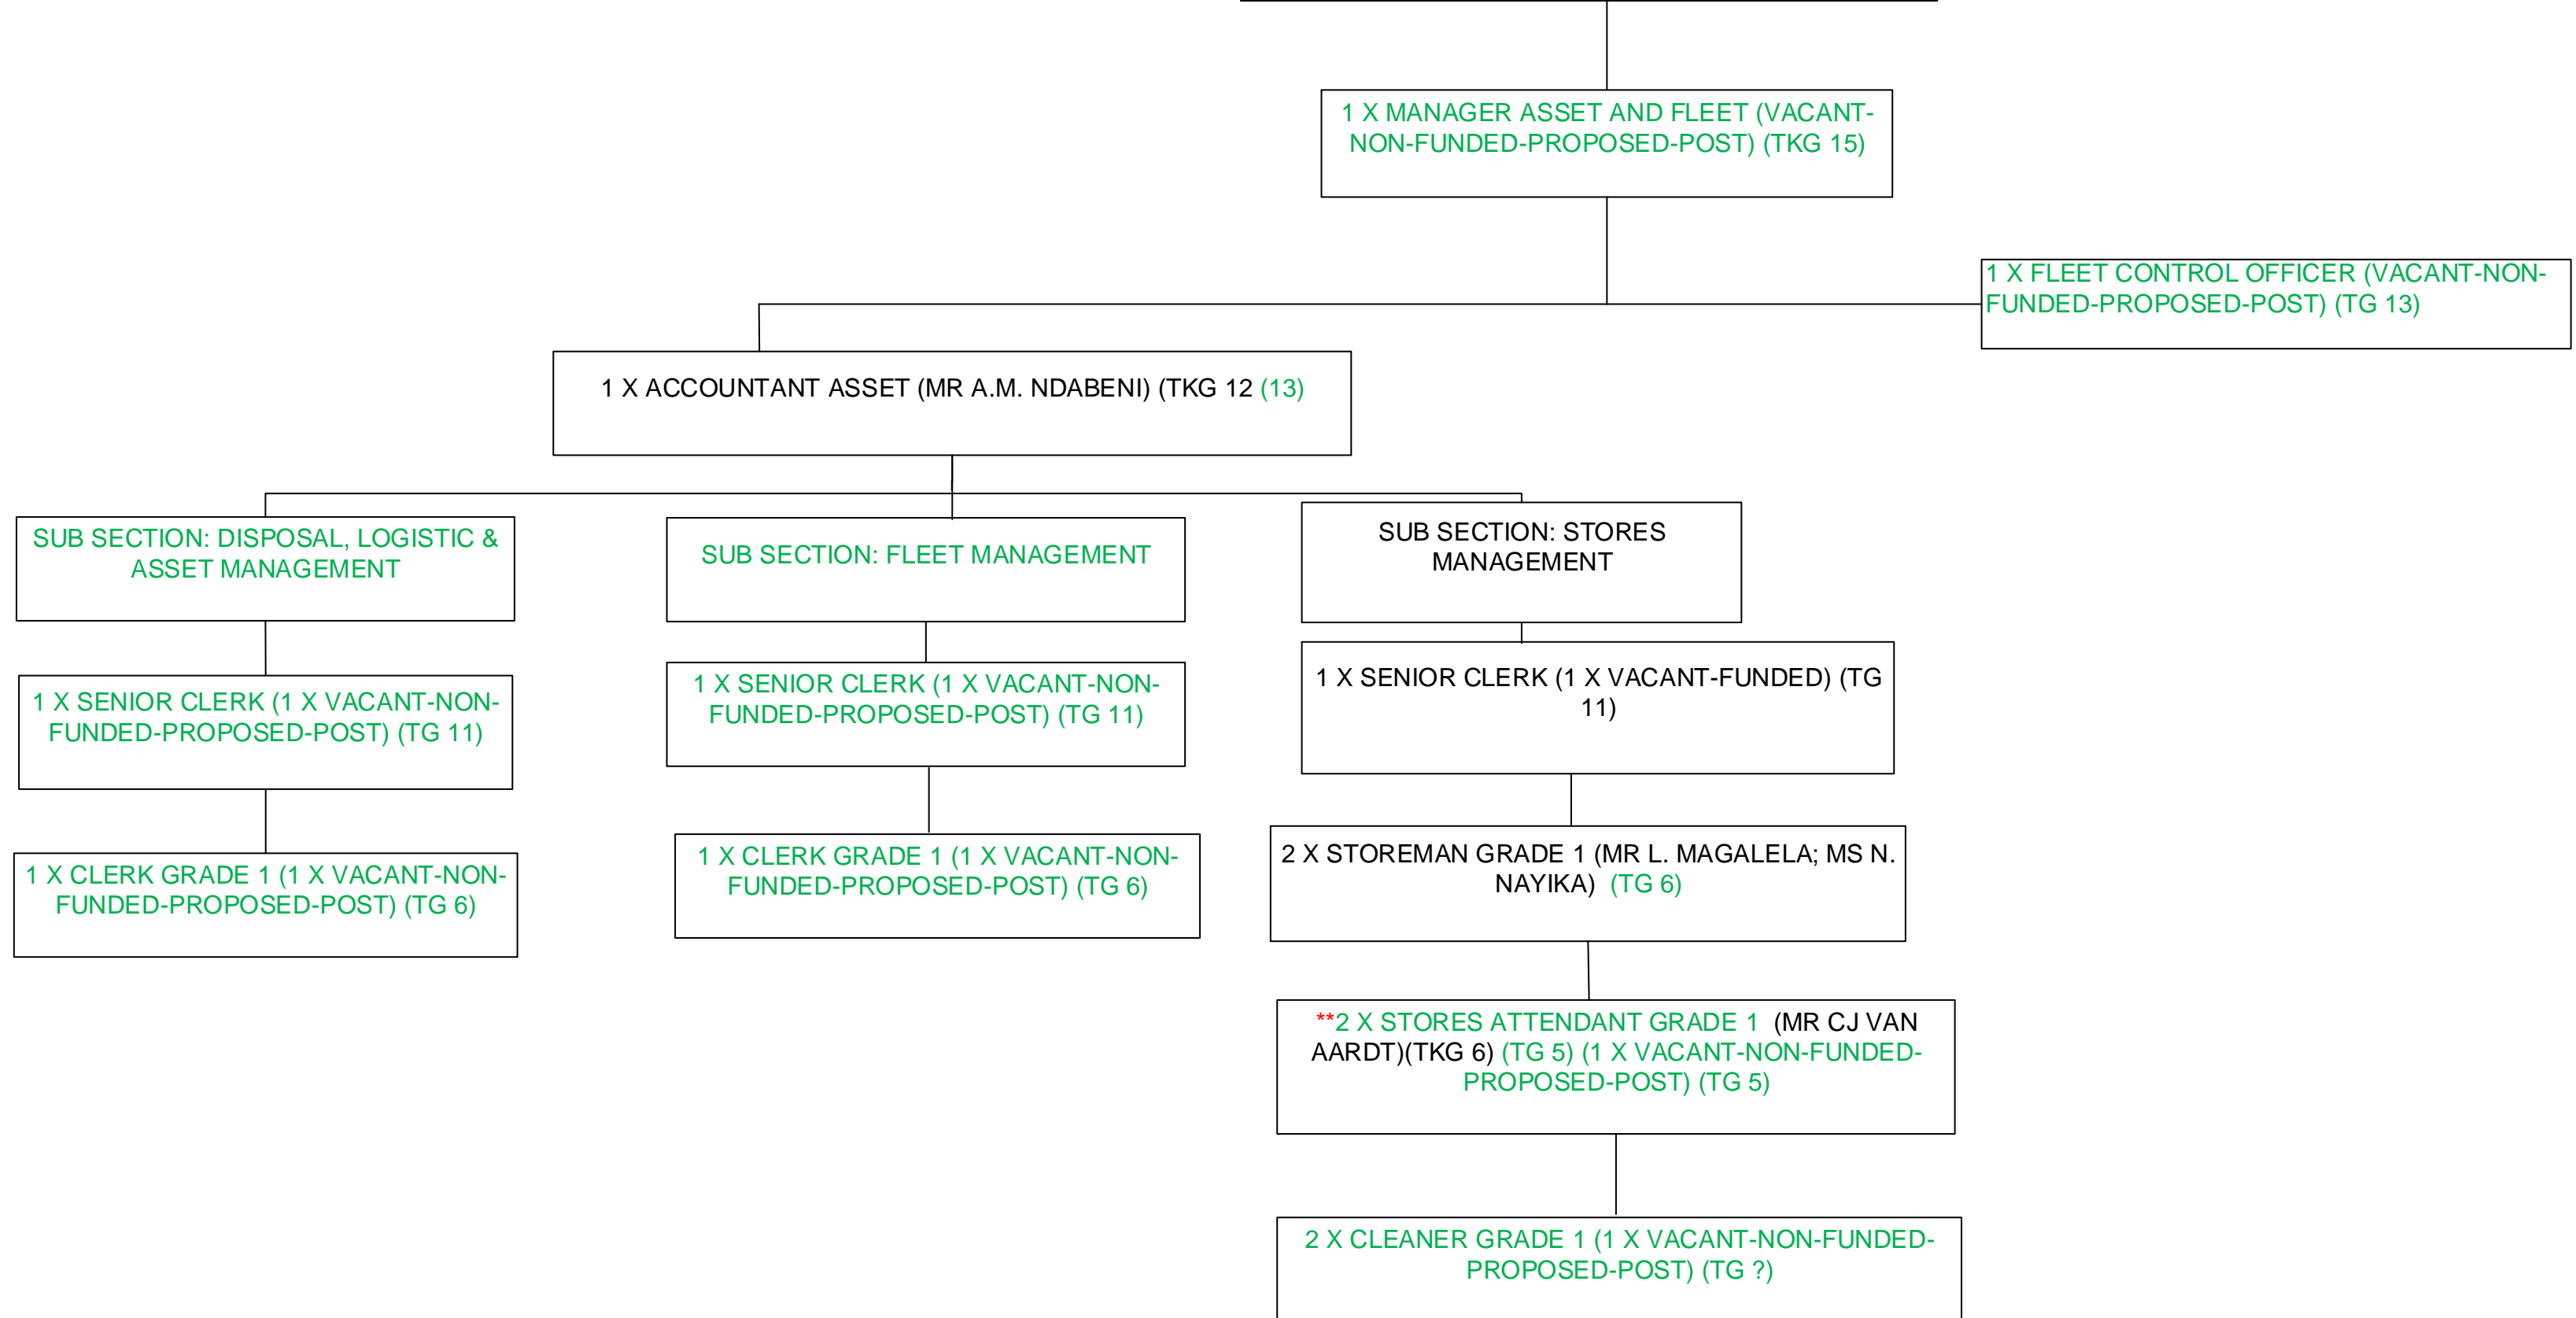 1 X MANAGER ASSET AND FLEET (VACANT-
NON-FUNDED-PROPOSED-POST) (TKG 15)
1 X FLEET CONTROL OFFICER (VACANT-NON-
FUNDED-PROPOSED-POST) (TG 13)
1 X ACCOUNTANT ASSET (MR A.M. NDABENI) (TKG 12 (13)
SUB SECTION: DISPOSAL, LOGISTIC &
ASSET MANAGEMENT
1 X SENIOR CLERK (1 X VACANT-NON-
FUNDED-PROPOSED-POST) (TG 11)
1 X CLERK GRADE 1 (1 X VACANT-NON-
FUNDED-PROPOSED-POST) (TG 6)
SUB SECTION: FLEET MANAGEMENT
1 X SENIOR CLERK (1 X VACANT-NON-
FUNDED-PROPOSED-POST) (TG 11)
1 X CLERK GRADE 1 (1 X VACANT-NON-
FUNDED-PROPOSED-POST) (TG 6)
SUB SECTION: STORES
MANAGEMENT
1 X SENIOR CLERK (1 X VACANT-FUNDED) (TG
11)
2 X STOREMAN GRADE 1 (MR L. MAGALELA; MS N.
NAYIKA) (TG 6)
**2 X STORES ATTENDANT GRADE 1 (MR CJ VAN
AARDT)(TKG 6) (TG 5) (1 X VACANT-NON-FUNDED-
PROPOSED-POST) (TG 5)
2 X CLEANER GRADE 1 (1 X VACANT-NON-FUNDED-
PROPOSED-POST) (TG ?)